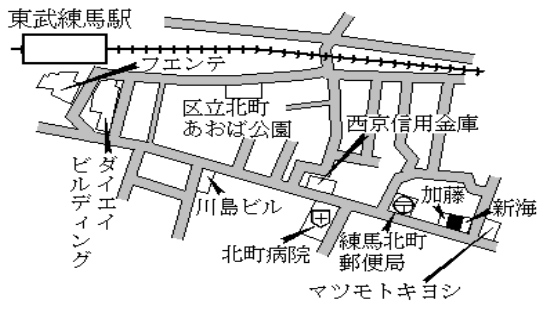 東武練馬駅
フエンテ
区立北町
あおば公園
西京信用金庫
ダイエイ
ビルディング
川島ビル
加藤
新海
北町病院
練馬北町
郵便局
マツモトキヨシ